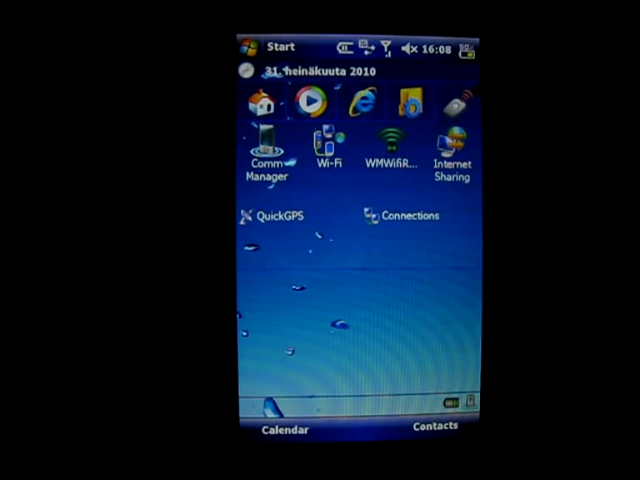 Start 16:08
31. heinäkuuta 2010
Comm Manager
Wi-Fi
WMWifiR...
Internet Sharing
QuickGPS
Connections
Calendar
Contacts